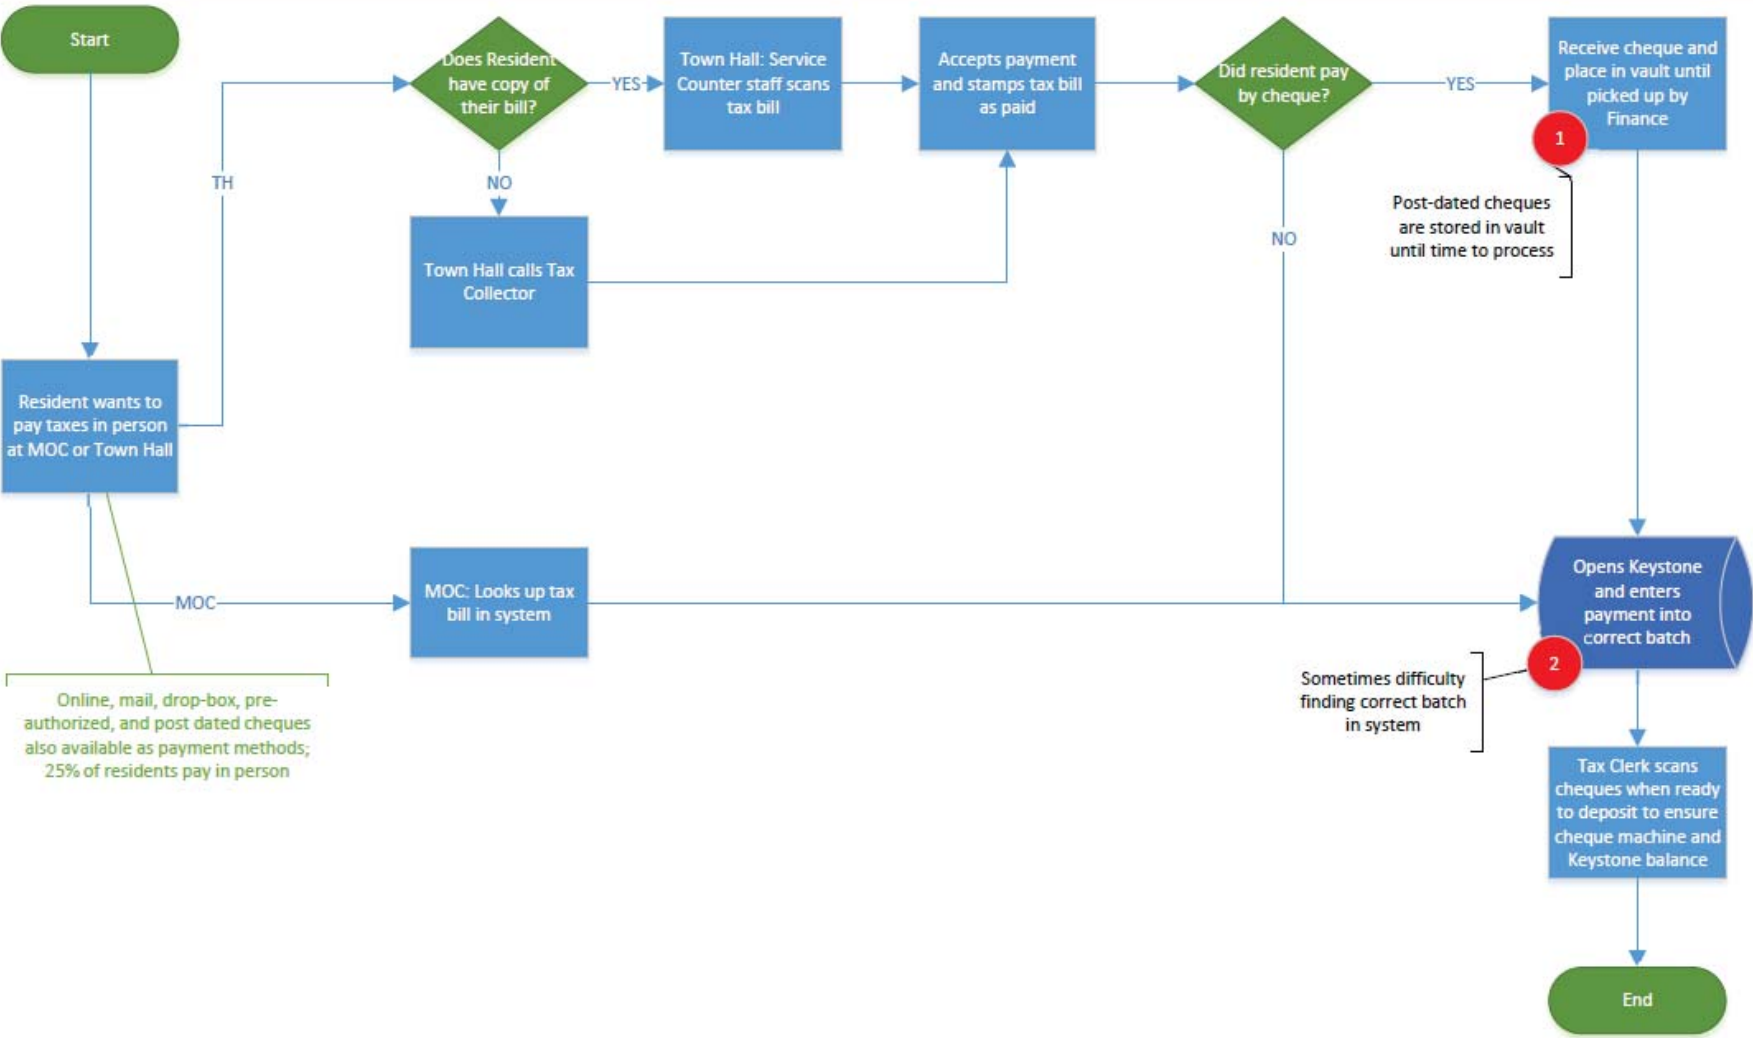 Start
Does Resident
have copy of
their bill?
YES
Town Hall: Service
Counter staff scans
tax bill
Accepts payment
and stamps tax bill
as paid
Did resident pay
by cheque?
YES
Receive cheque and
place in vault until
picked up by
Finance
1
TH
NO
Post-dated cheques
are stored in vault
until time to process
NO
Town Hall calls Tax
Collector
Resident wants to
pay taxes in person
at MOC or Town Hall
MOC
MOC: Looks up tax
bill in system
Opens Keystone
and enters
payment into
correct batch
2
Sometimes difficulty
finding correct batch
in system
Online, mail, drop-box, pre-
authorized, and post dated cheques
also available as payment methods;
25% of residents pay in person
Tax Clerk scans
cheques when ready
to deposit to ensure
cheque machine and
Keystone balance
End